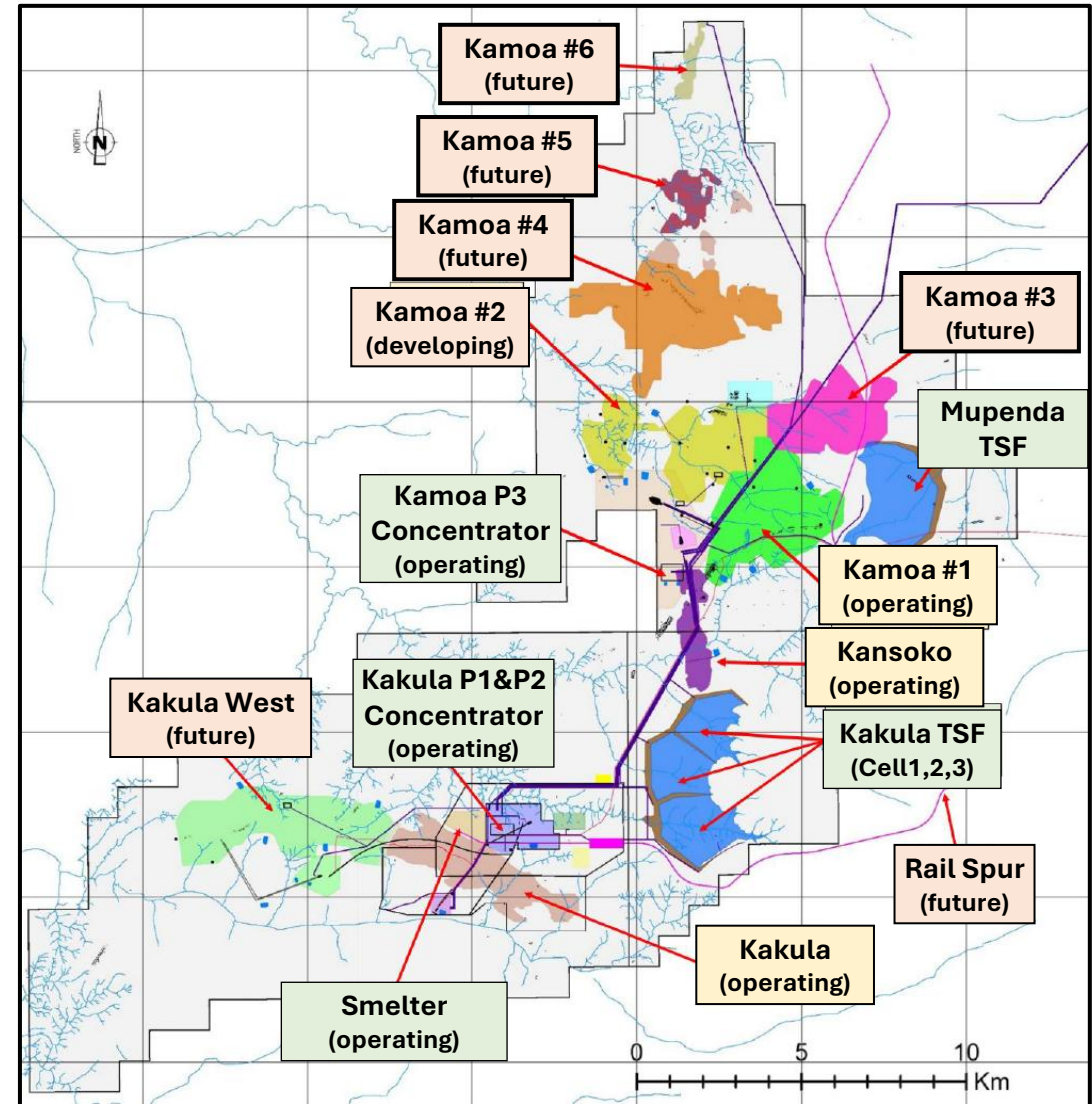 Kamoa #6
(future)
NORTH
N
Kamoa #5
(future)
Kamoa #4
(future)
Kamoa #2
(developing)
Kamoa #3
(future)
Mupenda
TSF
Kamoa P3
Concentrator
(operating)
Kamoa #1
(operating)
Kansoko
(operating)
Kakula West
(future)
Kakula P1&P2
Concentrator
(operating)
Kakula TSF
(Cell1,2,3)
Rail Spur
(future)
Kakula
(operating)
Smelter
(operating)
0 5 10
Km